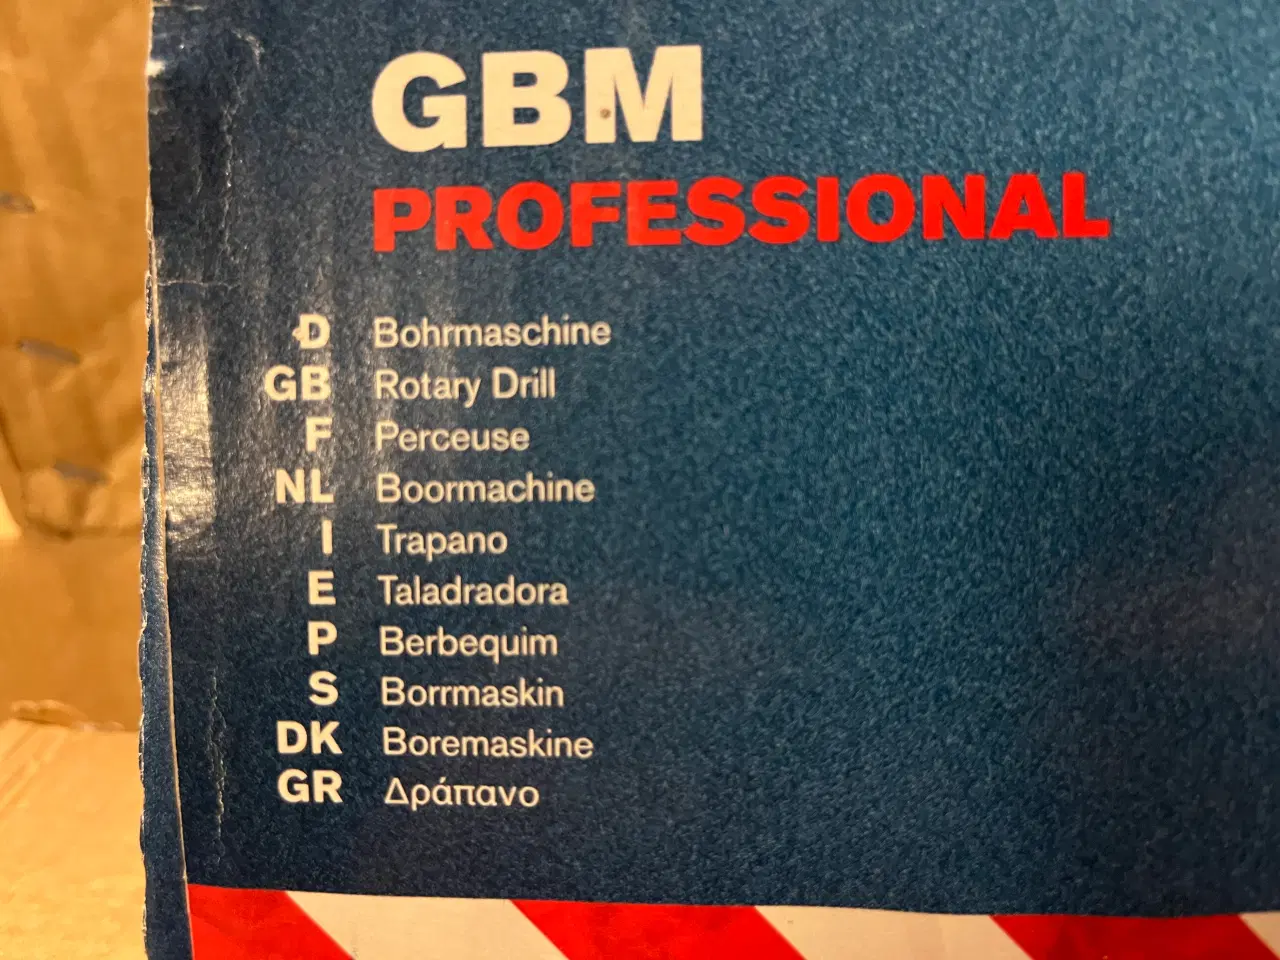 GBM
PROFESSIONAL
D Bohrmaschine
GB Rotary Drill
F Perceuse
NL Boormachine
I Trapano
E Taladradora
P Berbequim
S Borrmaskin
DK Boremaskine
GR Δράπανο